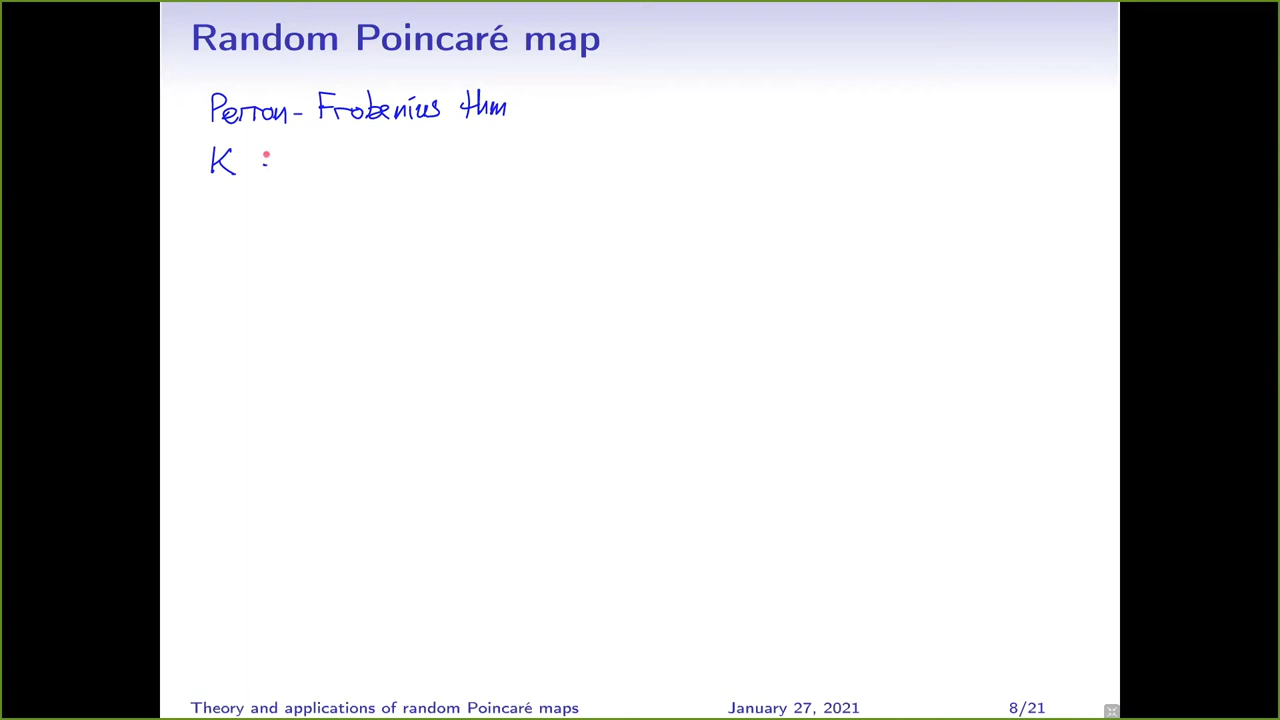 Random Poincaré map
Perron-Frobenius thm
K :
Theory and applications of random Poincaré maps January 27, 2021 8/21